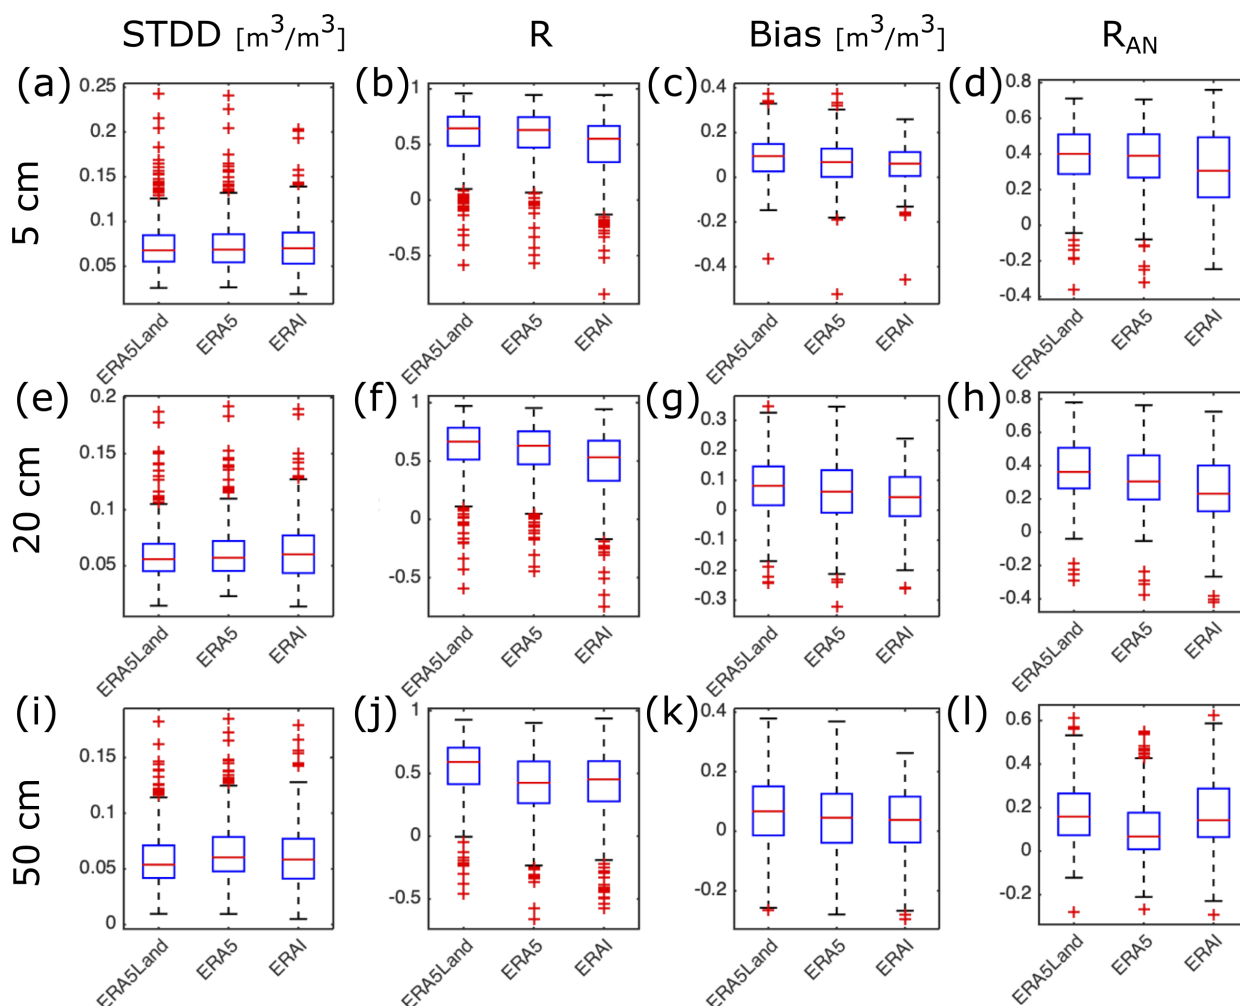 STDD [m³/m³] R Bias [m³/m³] R_AN
(a) (b) (c) (d)
5 cm
0.25 0.2 0.15 0.1 0.05
1 0.5 0 -0.5
0.4 0.2 0 -0.2 -0.4
0.8 0.6 0.4 0.2 0 -0.2 -0.4
ERA5Land ERA5 ERAI ERA5Land ERA5 ERAI ERA5Land ERA5 ERAI ERA5Land ERA5 ERAI
(e) (f) (g) (h)
20 cm
0.2 0.15 0.1 0.05
1 0.5 0 -0.5
0.3 0.2 0.1 0 -0.1 -0.2 -0.3
0.8 0.6 0.4 0.2 0 -0.2 -0.4
ERA5Land ERA5 ERAI ERA5Land ERA5 ERAI ERA5Land ERA5 ERAI ERA5Land ERA5 ERAI
(i) (j) (k) (l)
50 cm
0.15 0.1 0.05 0
1 0.5 0 -0.5
0.4 0.2 0 -0.2
0.6 0.4 0.2 0 -0.2
ERA5Land ERA5 ERAI ERA5Land ERA5 ERAI ERA5Land ERA5 ERAI ERA5Land ERA5 ERAI